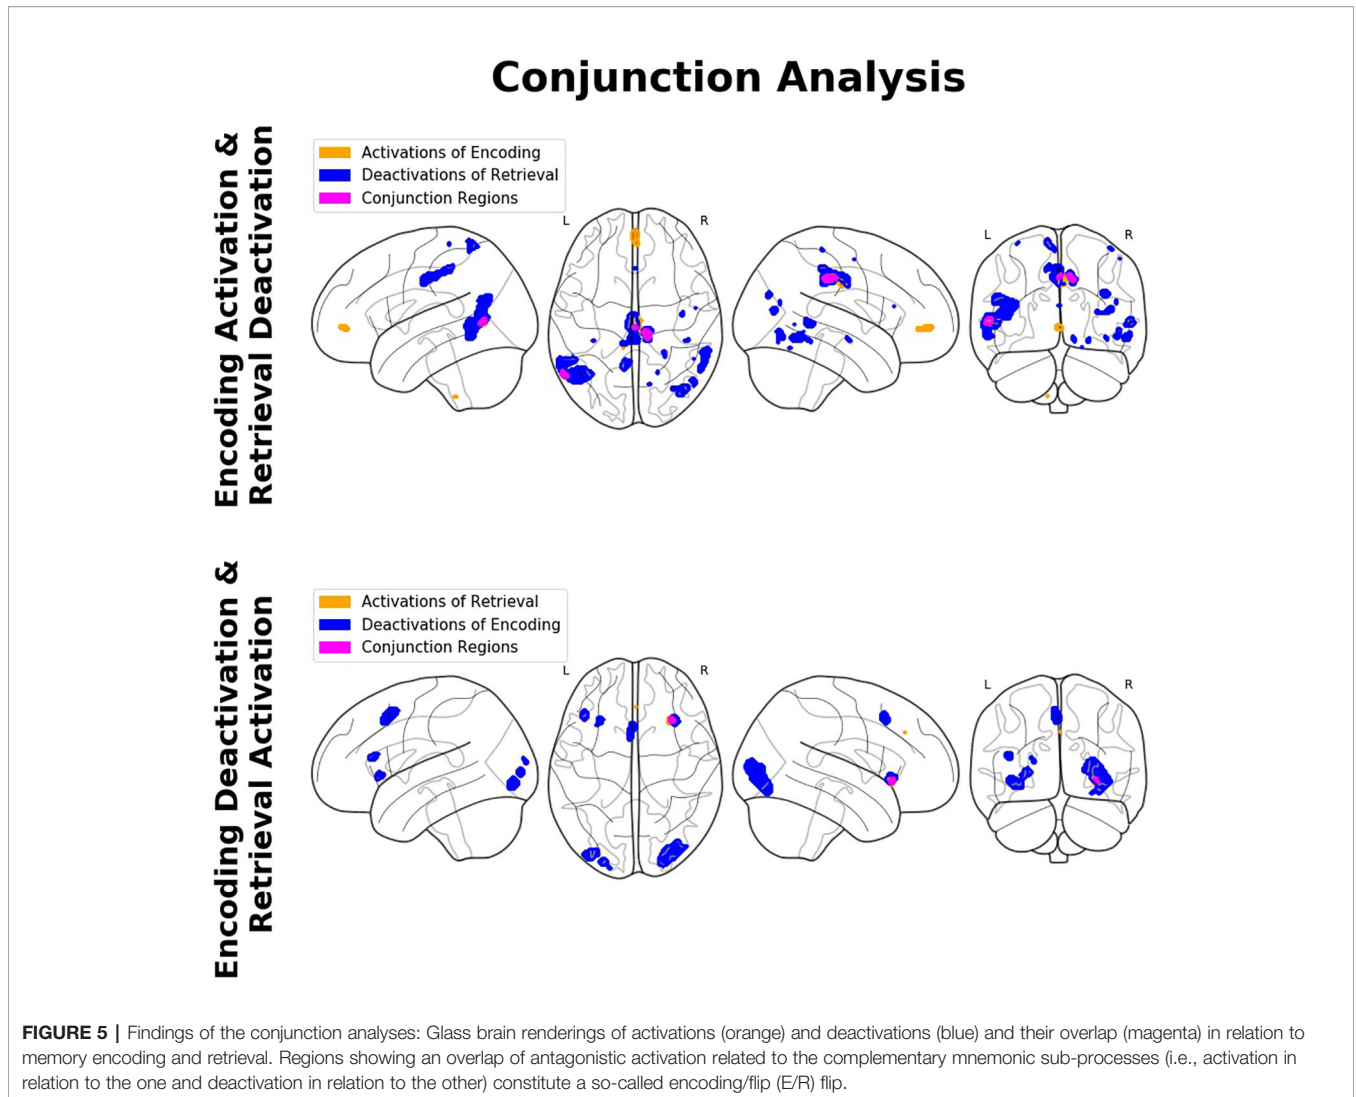 Conjunction Analysis
Encoding Activation &
Retrieval Deactivation
Activations of Encoding
Deactivations of Retrieval
Conjunction Regions
L
R
L
R
Encoding Deactivation &
Retrieval Activation
Activations of Retrieval
Deactivations of Encoding
Conjunction Regions
L
R
L
R
FIGURE 5 | Findings of the conjunction analyses: Glass brain renderings of activations (orange) and deactivations (blue) and their overlap (magenta) in relation to
memory encoding and retrieval. Regions showing an overlap of antagonistic activation related to the complementary mnemonic sub-processes (i.e., activation in
relation to the one and deactivation in relation to the other) constitute a so-called encoding/flip (E/R) flip.